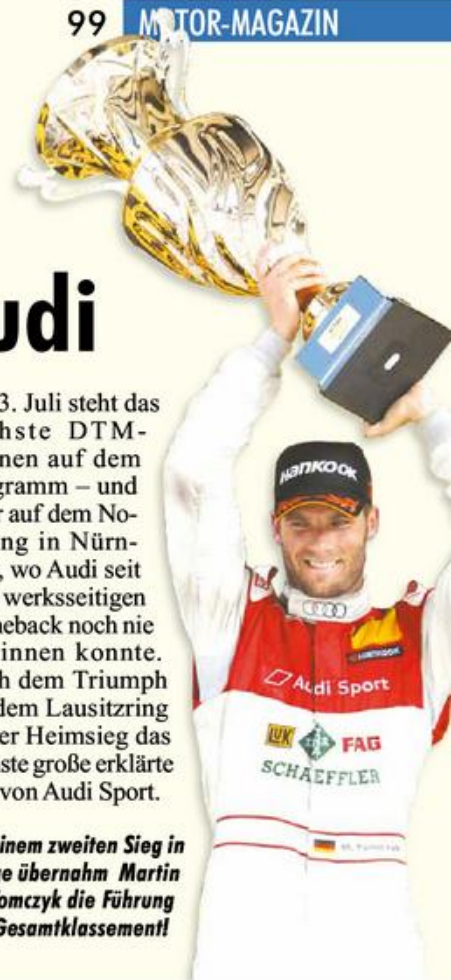 99 MOTOR-MAGAZIN
udi
3. Juli steht das
hste DTM-
nen auf dem
gramm – und
r auf dem No-
ng in Nürn-
, wo Audi seit
werksseitigen
neback noch nie
innen konnte.
h dem Triumph
dem Lausitzring
er Heimsieg das
ste große erklärte
von Audi Sport.
inem zweiten Sieg in
ge übernahm Martin
omczyk die Führung
Gesamtklassement!
Hankook
Audi Sport
LUK
FAG
SCHAEFFLER